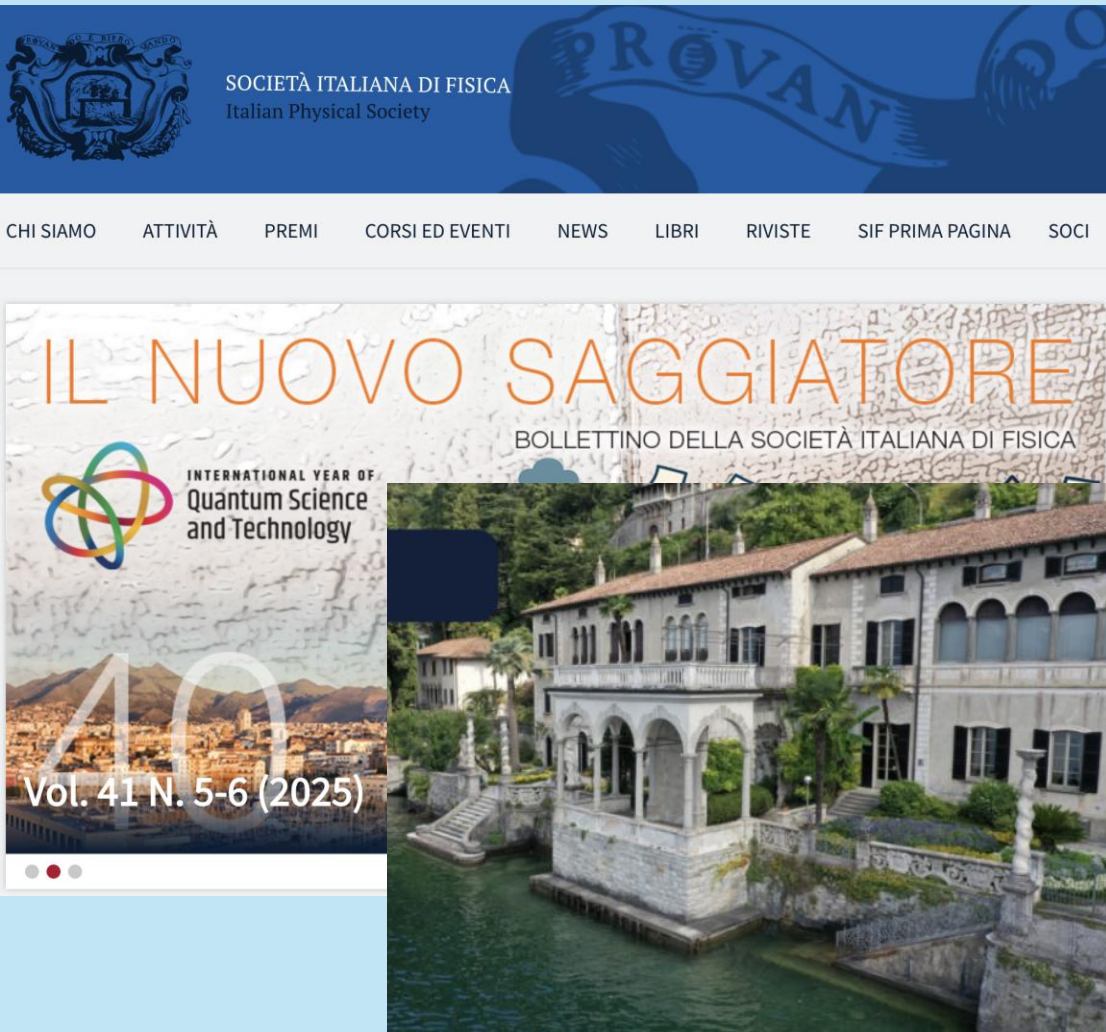 PROVANDO E RIPROVANDO
SOCIETÀ ITALIANA DI FISICA
Italian Physical Society
PROVAN
CHI SIAMO ATTIVITÀ PREMI CORSI ED EVENTI NEWS LIBRI RIVISTE SIF PRIMA PAGINA SOCI
IL NUOVO SAGGIATORE
BOLLETTINO DELLA SOCIETÀ ITALIANA DI FISICA
INTERNATIONAL YEAR OF
Quantum Science
and Technology
40
Vol. 41 N. 5-6 (2025)